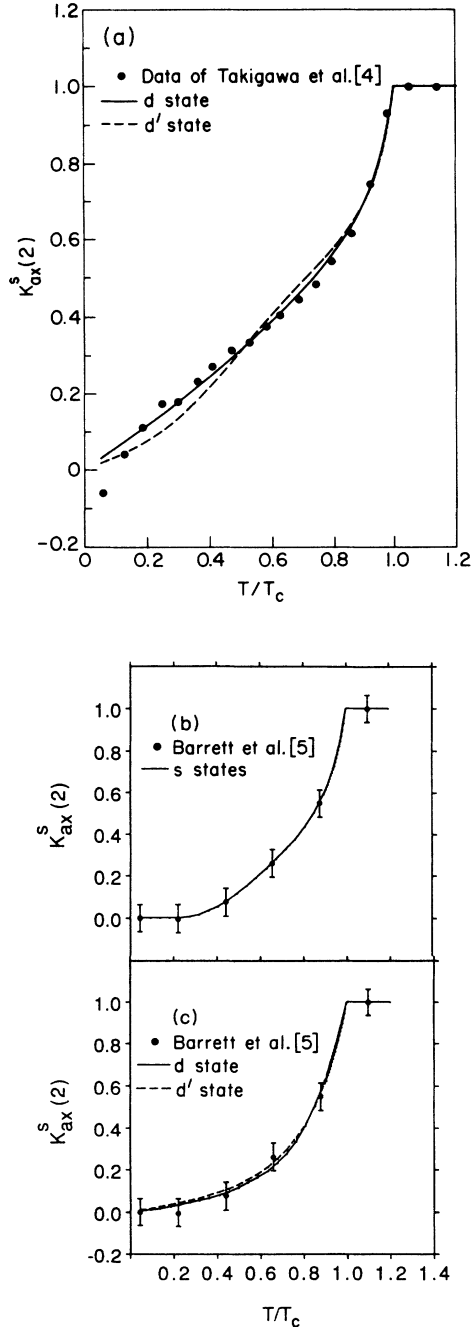 (a)
● Data of Takigawa et al.[4]
— d state
--- d' state
1.0
0.8
0.6
0.4
0.2
0
-0.2
K^s_ax(2)
0 0.2 0.4 0.6 0.8 1.0 1.2
T/T_c
(b)
● Barrett et al.[5]
— s states
1.0
0.8
0.6
0.4
0.2
0.0
K^s_ax(2)
(c)
● Barrett et al.[5]
— d state
--- d' state
1.0
0.8
0.6
0.4
0.2
0.0
-0.2
K^s_ax(2)
0.2 0.4 0.6 0.8 1.0 1.2 1.4
T/T_c